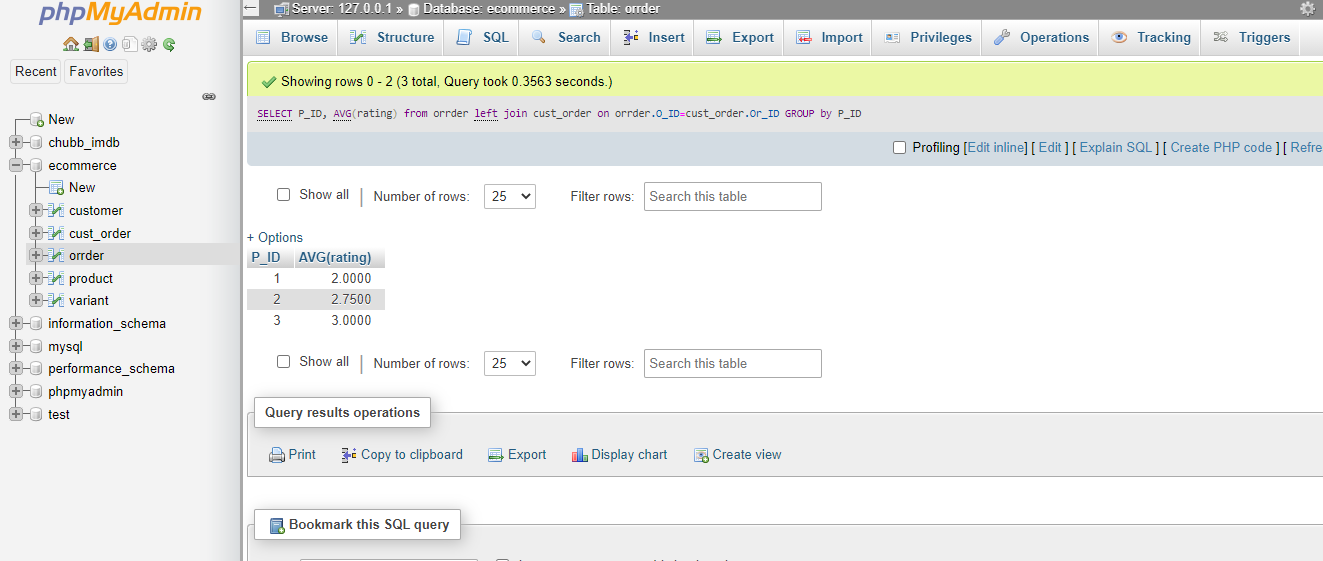 phpMyAdmin
Recent Favorites
New
chubb_imdb
ecommerce
New
customer
cust_order
orrder
product
variant
information_schema
mysql
performance_schema
phpmyadmin
test
Server: 127.0.0.1 » Database: ecommerce » Table: orrder
Browse Structure SQL Search Insert Export Import Privileges Operations Tracking Triggers
Showing rows 0 - 2 (3 total, Query took 0.3563 seconds.)
SELECT P_ID, AVG(rating) from orrder left join cust_order on orrder.O_ID=cust_order.Or_ID GROUP by P_ID
Profiling [Edit inline] [ Edit ] [ Explain SQL ] [ Create PHP code ] [ Refre
Show all | Number of rows: 25 Filter rows: Search this table
+ Options
P_ID AVG(rating)
1 2.0000
2 2.7500
3 3.0000
Show all | Number of rows: 25 Filter rows: Search this table
Query results operations
Print Copy to clipboard Export Display chart Create view
Bookmark this SQL query